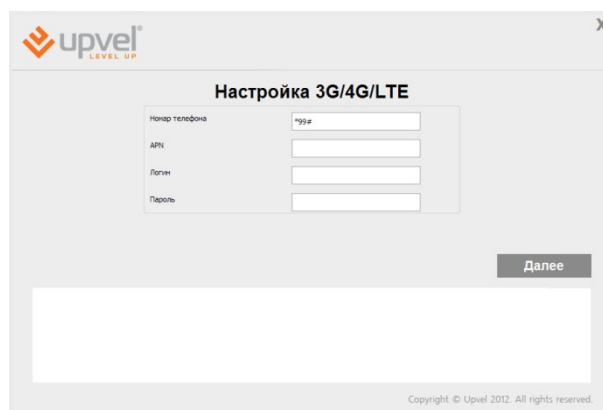 X
upvel®
LEVEL UP
Настройка 3G/4G/LTE
Номар телефона
*99#
APN
Логин
Пароль
Далее
Copyright © Upvel 2012. All rights reserved.